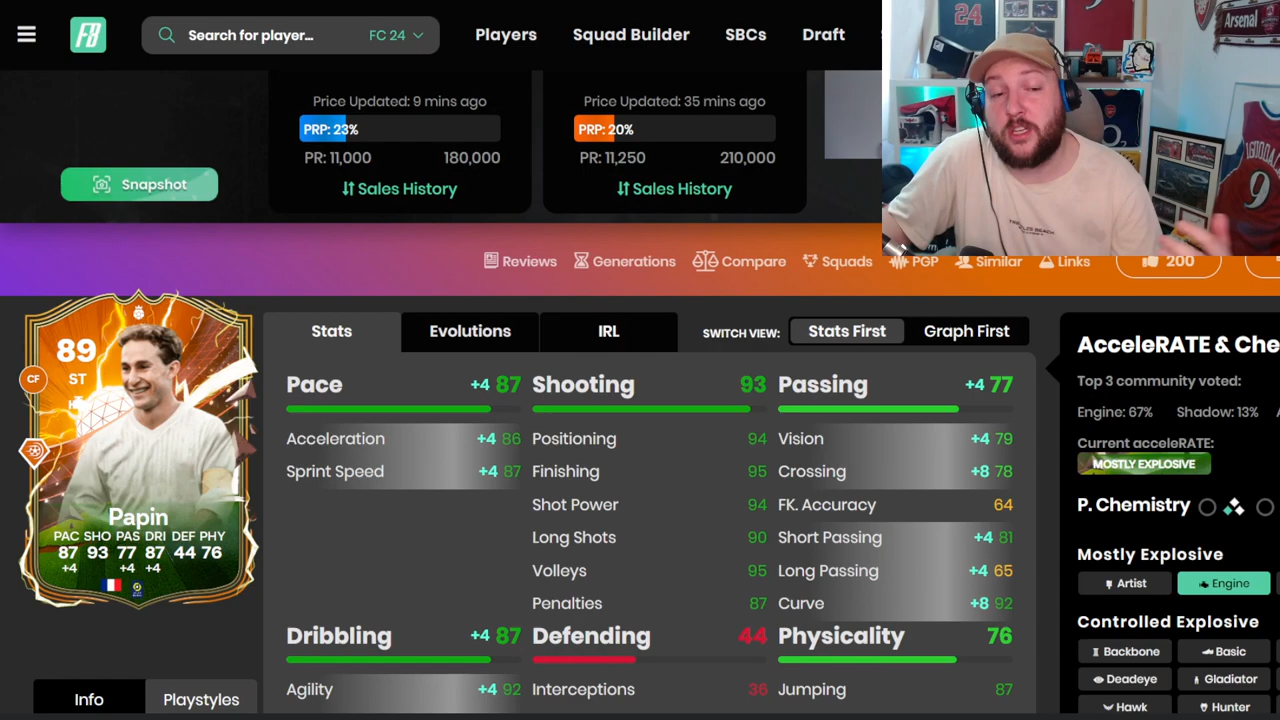 F8
Search for player...
FC 24
Players
Squad Builder
SBCs
Draft
24
Arsenal
9
Price Updated: 9 mins ago
Price Updated: 35 mins ago
PRP: 23%
PRP: 20%
PR: 11,000
180,000
PR: 11,250
210,000
Snapshot
Sales History
Sales History
Reviews
Generations
Compare
Squads
PGP
Similar
Links
200
89
ST
CF
Papin
PAC SHO PAS DRI DEF PHY
87 93 77 87 44 76
+4 +4 +4
Stats
Evolutions
IRL
SWITCH VIEW:
Stats First
Graph First
Pace +4 87
Acceleration +4 86
Sprint Speed +4 87
Shooting 93
Positioning 94
Finishing 95
Shot Power 94
Long Shots 90
Volleys 95
Penalties 87
Passing +4 77
Vision +4 79
Crossing +8 78
FK. Accuracy 64
Short Passing +4 81
Long Passing +4 65
Curve +8 92
Dribbling +4 87
Agility +4 92
Defending 44
Interceptions 36
Physicality 76
Jumping 87
AcceleRATE & Che
Top 3 community voted:
Engine: 67% Shadow: 13%
Current acceleRATE:
MOSTLY EXPLOSIVE
P. Chemistry
Mostly Explosive
Artist
Engine
Controlled Explosive
Backbone
Basic
Deadeye
Gladiator
Hawk
Hunter
Info
Playstyles